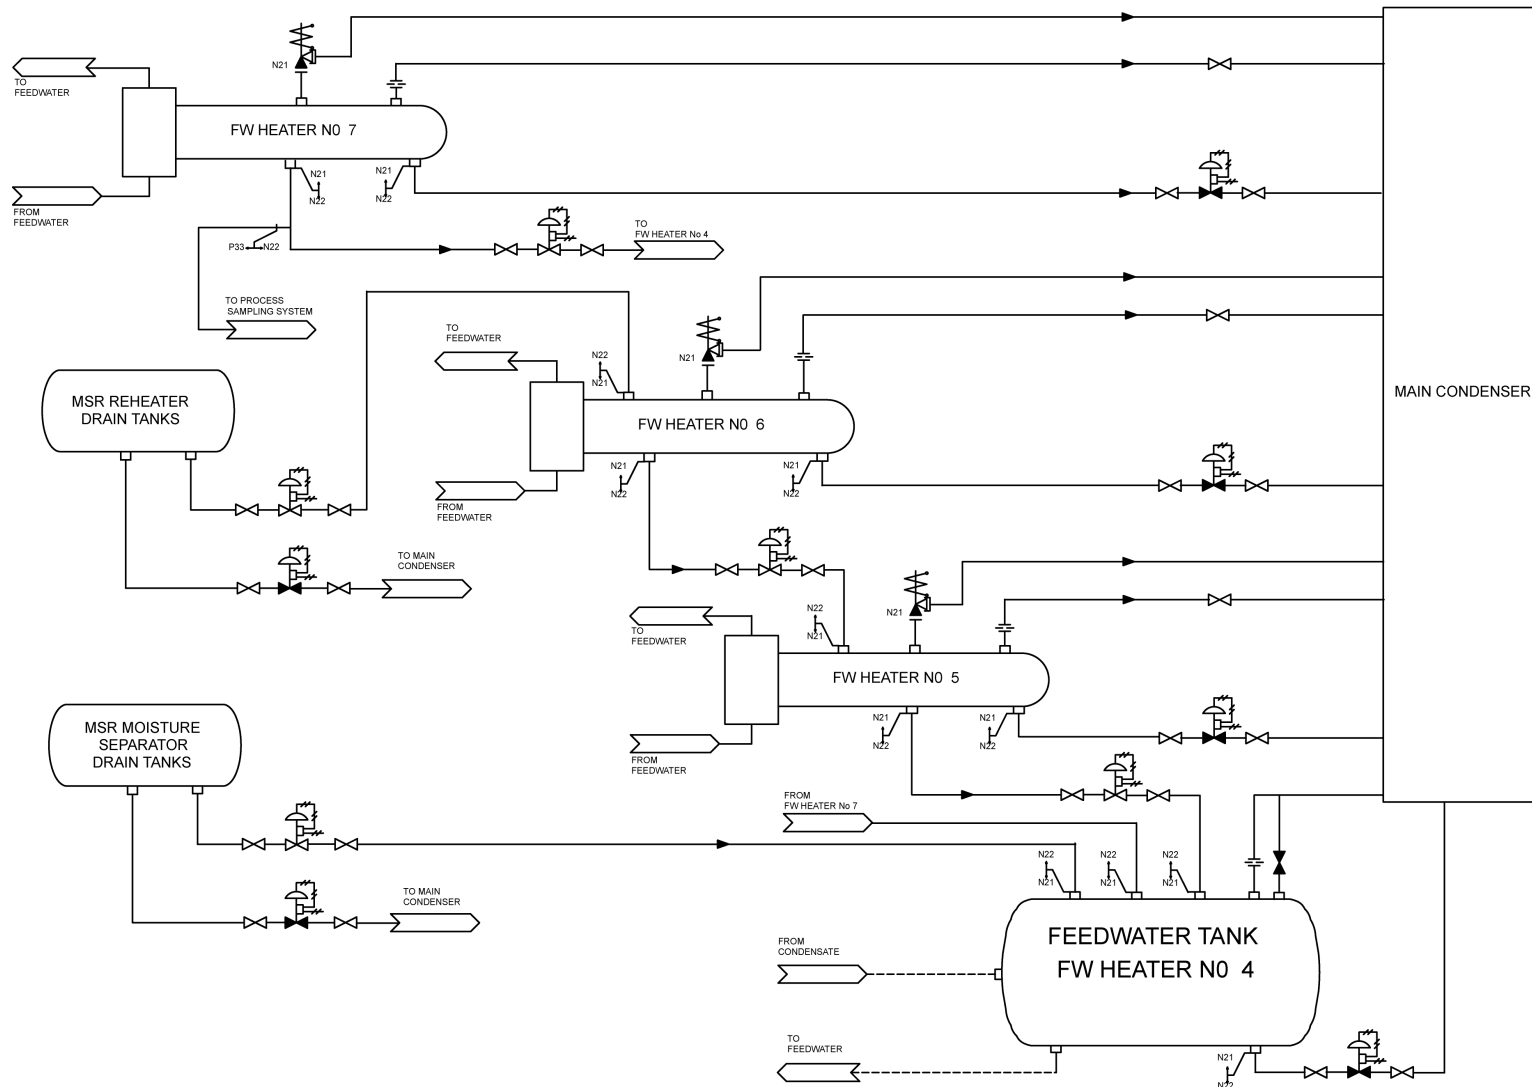 N21
TO
FEEDWATER
FW HEATER N0 7
FROM
FEEDWATER
N21
N22
N21
N22
P33
N22
TO
FW HEATER No 4
TO PROCESS
SAMPLING SYSTEM
TO
FEEDWATER
N22
N21
N21
MSR REHEATER
DRAIN TANKS
FW HEATER N0 6
MAIN CONDENSER
FROM
FEEDWATER
N21
N22
N21
N22
TO MAIN
CONDENSER
TO
FEEDWATER
N22
N21
N21
FW HEATER N0 5
FROM
FEEDWATER
N21
N22
N21
N22
MSR MOISTURE
SEPARATOR
DRAIN TANKS
FROM
FW HEATER No 7
N22
N21
N22
N21
N22
N21
TO MAIN
CONDENSER
FEEDWATER TANK
FW HEATER N0 4
FROM
CONDENSATE
TO
FEEDWATER
N21
N22